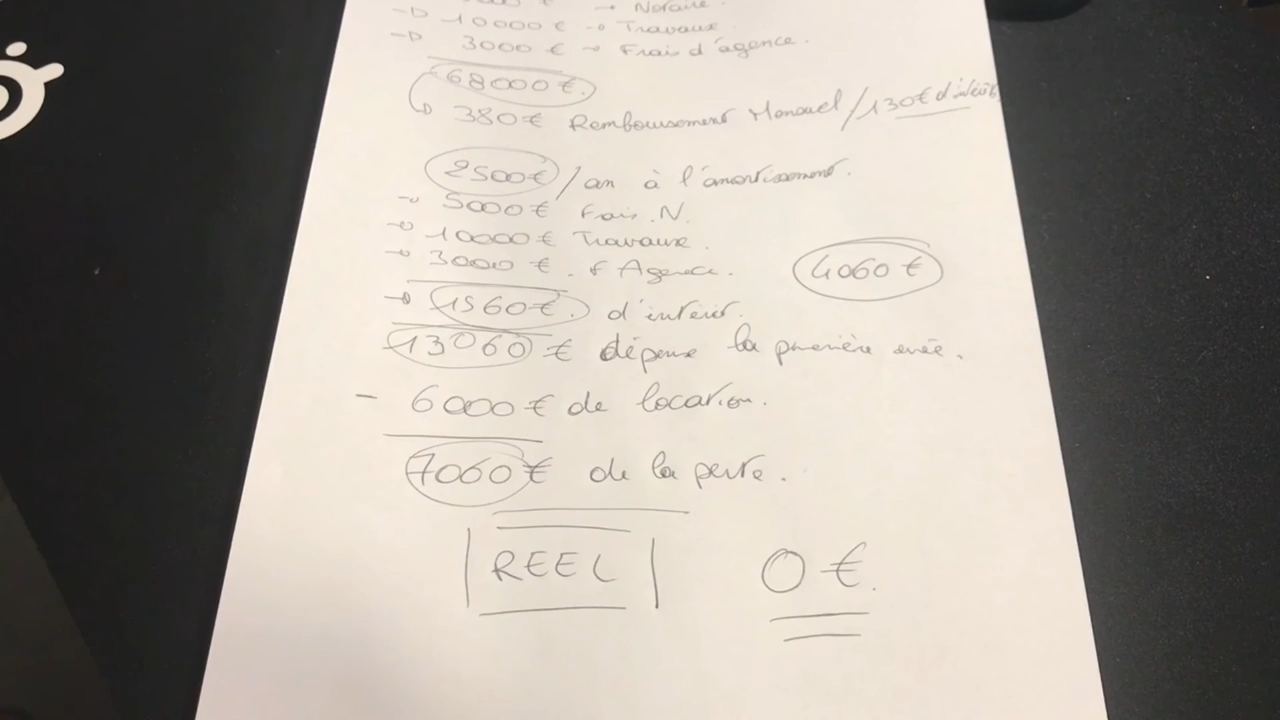 → Notaire.
→ 10000 € → Travaux.
→ 3000 € → Frais d'agence.
68000 €.
↳ 380 € Remboursement Mensuel / 130 € d'intérêts
2500 € / an à l'amortissement.
→ 5000 € Frais. N.
→ 10000 € Travaux.
→ 3000 €. F Agence.
4060 €
→ 1560 €. d'intérêt.
13060 € dépense la première année.
- 6000 € de location.
7060 € de la perte.
REEL
0 €.